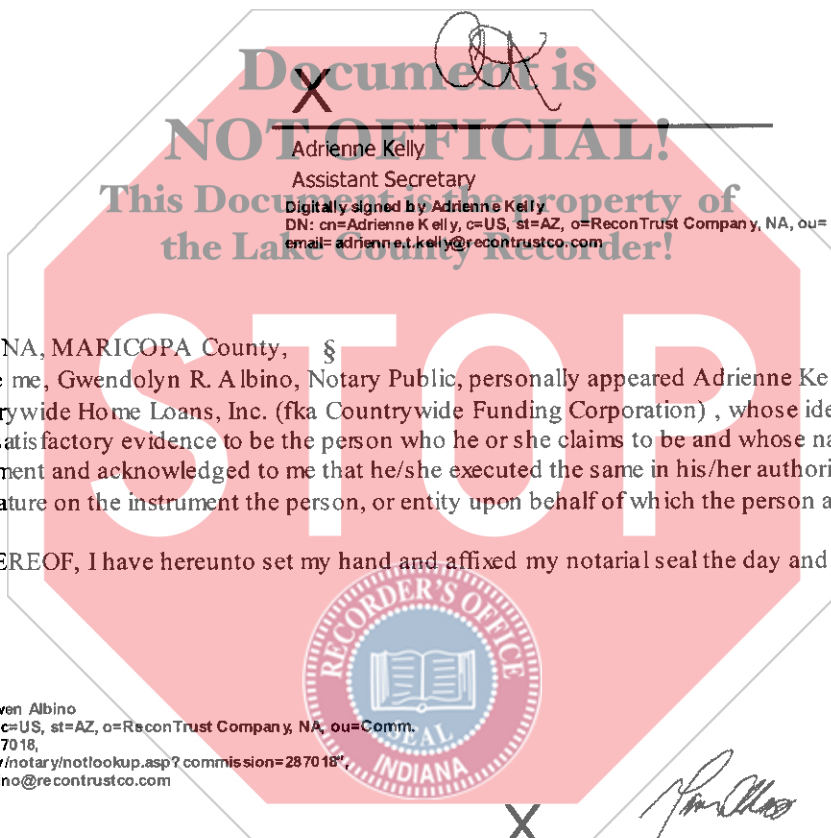 Document is
NOT OFFICIAL!
This Document is the property of
the Lake County Recorder!
STOP
X
Adrienne Kelly
Assistant Secretary
Digitally signed by Adrienne Kelly
DN: cn=Adrienne Kelly, c=US, st=AZ, o=ReconTrust Company, NA, ou=
email=adrienne.t.kelly@recontrustco.com
NA, MARICOPA County, §
e me, Gwendolyn R. Albino, Notary Public, personally appeared Adrienne Ke
rywide Home Loans, Inc. (fka Countrywide Funding Corporation) , whose ide
atisfactory evidence to be the person who he or she claims to be and whose na
ment and acknowledged to me that he/she executed the same in his/her authori
ature on the instrument the person, or entity upon behalf of which the person a
EREOF, I have hereunto set my hand and affixed my notarial seal the day and
RECORDER'S OFFICE
SEAL
INDIANA
ven Albino
c=US, st=AZ, o=ReconTrust Company, NA, ou=Comm.
7018,
/notary/notlookup.asp?commission=287018",
no@recontrustco.com
X